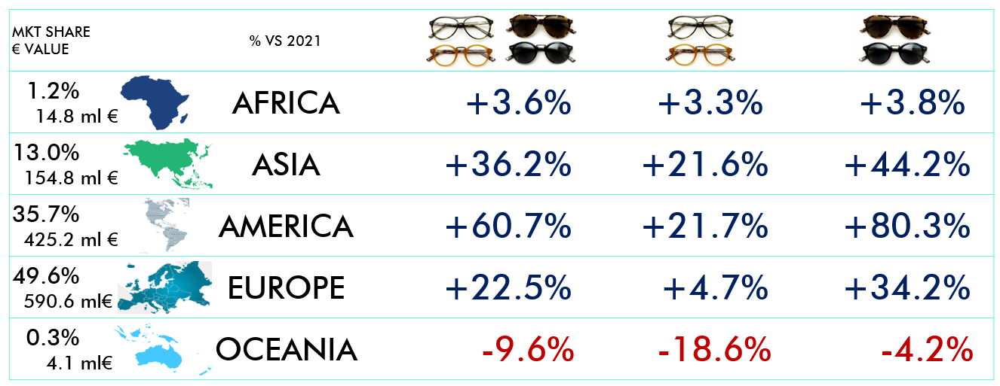 MKT SHARE
€ VALUE
% VS 2021
1.2%
14.8 ml €
AFRICA
+3.6%
+3.3%
+3.8%
13.0%
154.8 ml €
ASIA
+36.2%
+21.6%
+44.2%
35.7%
425.2 ml €
AMERICA
+60.7%
+21.7%
+80.3%
49.6%
590.6 ml€
EUROPE
+22.5%
+4.7%
+34.2%
0.3%
4.1 ml€
OCEANIA
-9.6%
-18.6%
-4.2%